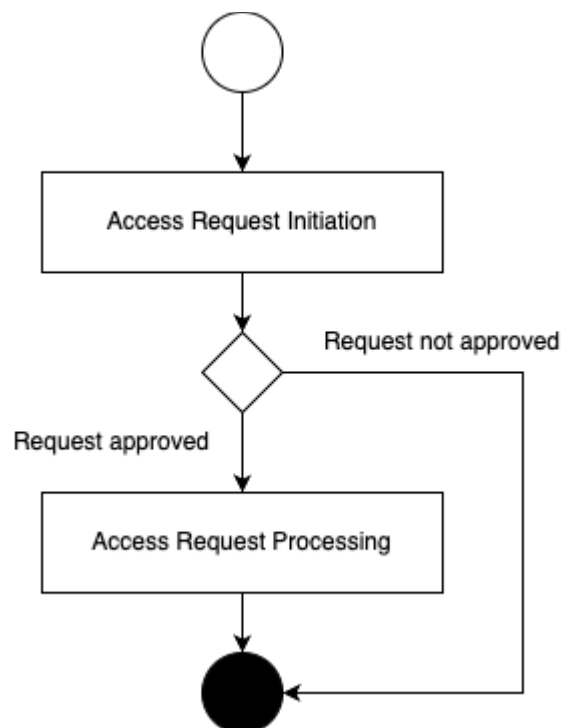 Access Request Initiation
Request not approved
Request approved
Access Request Processing